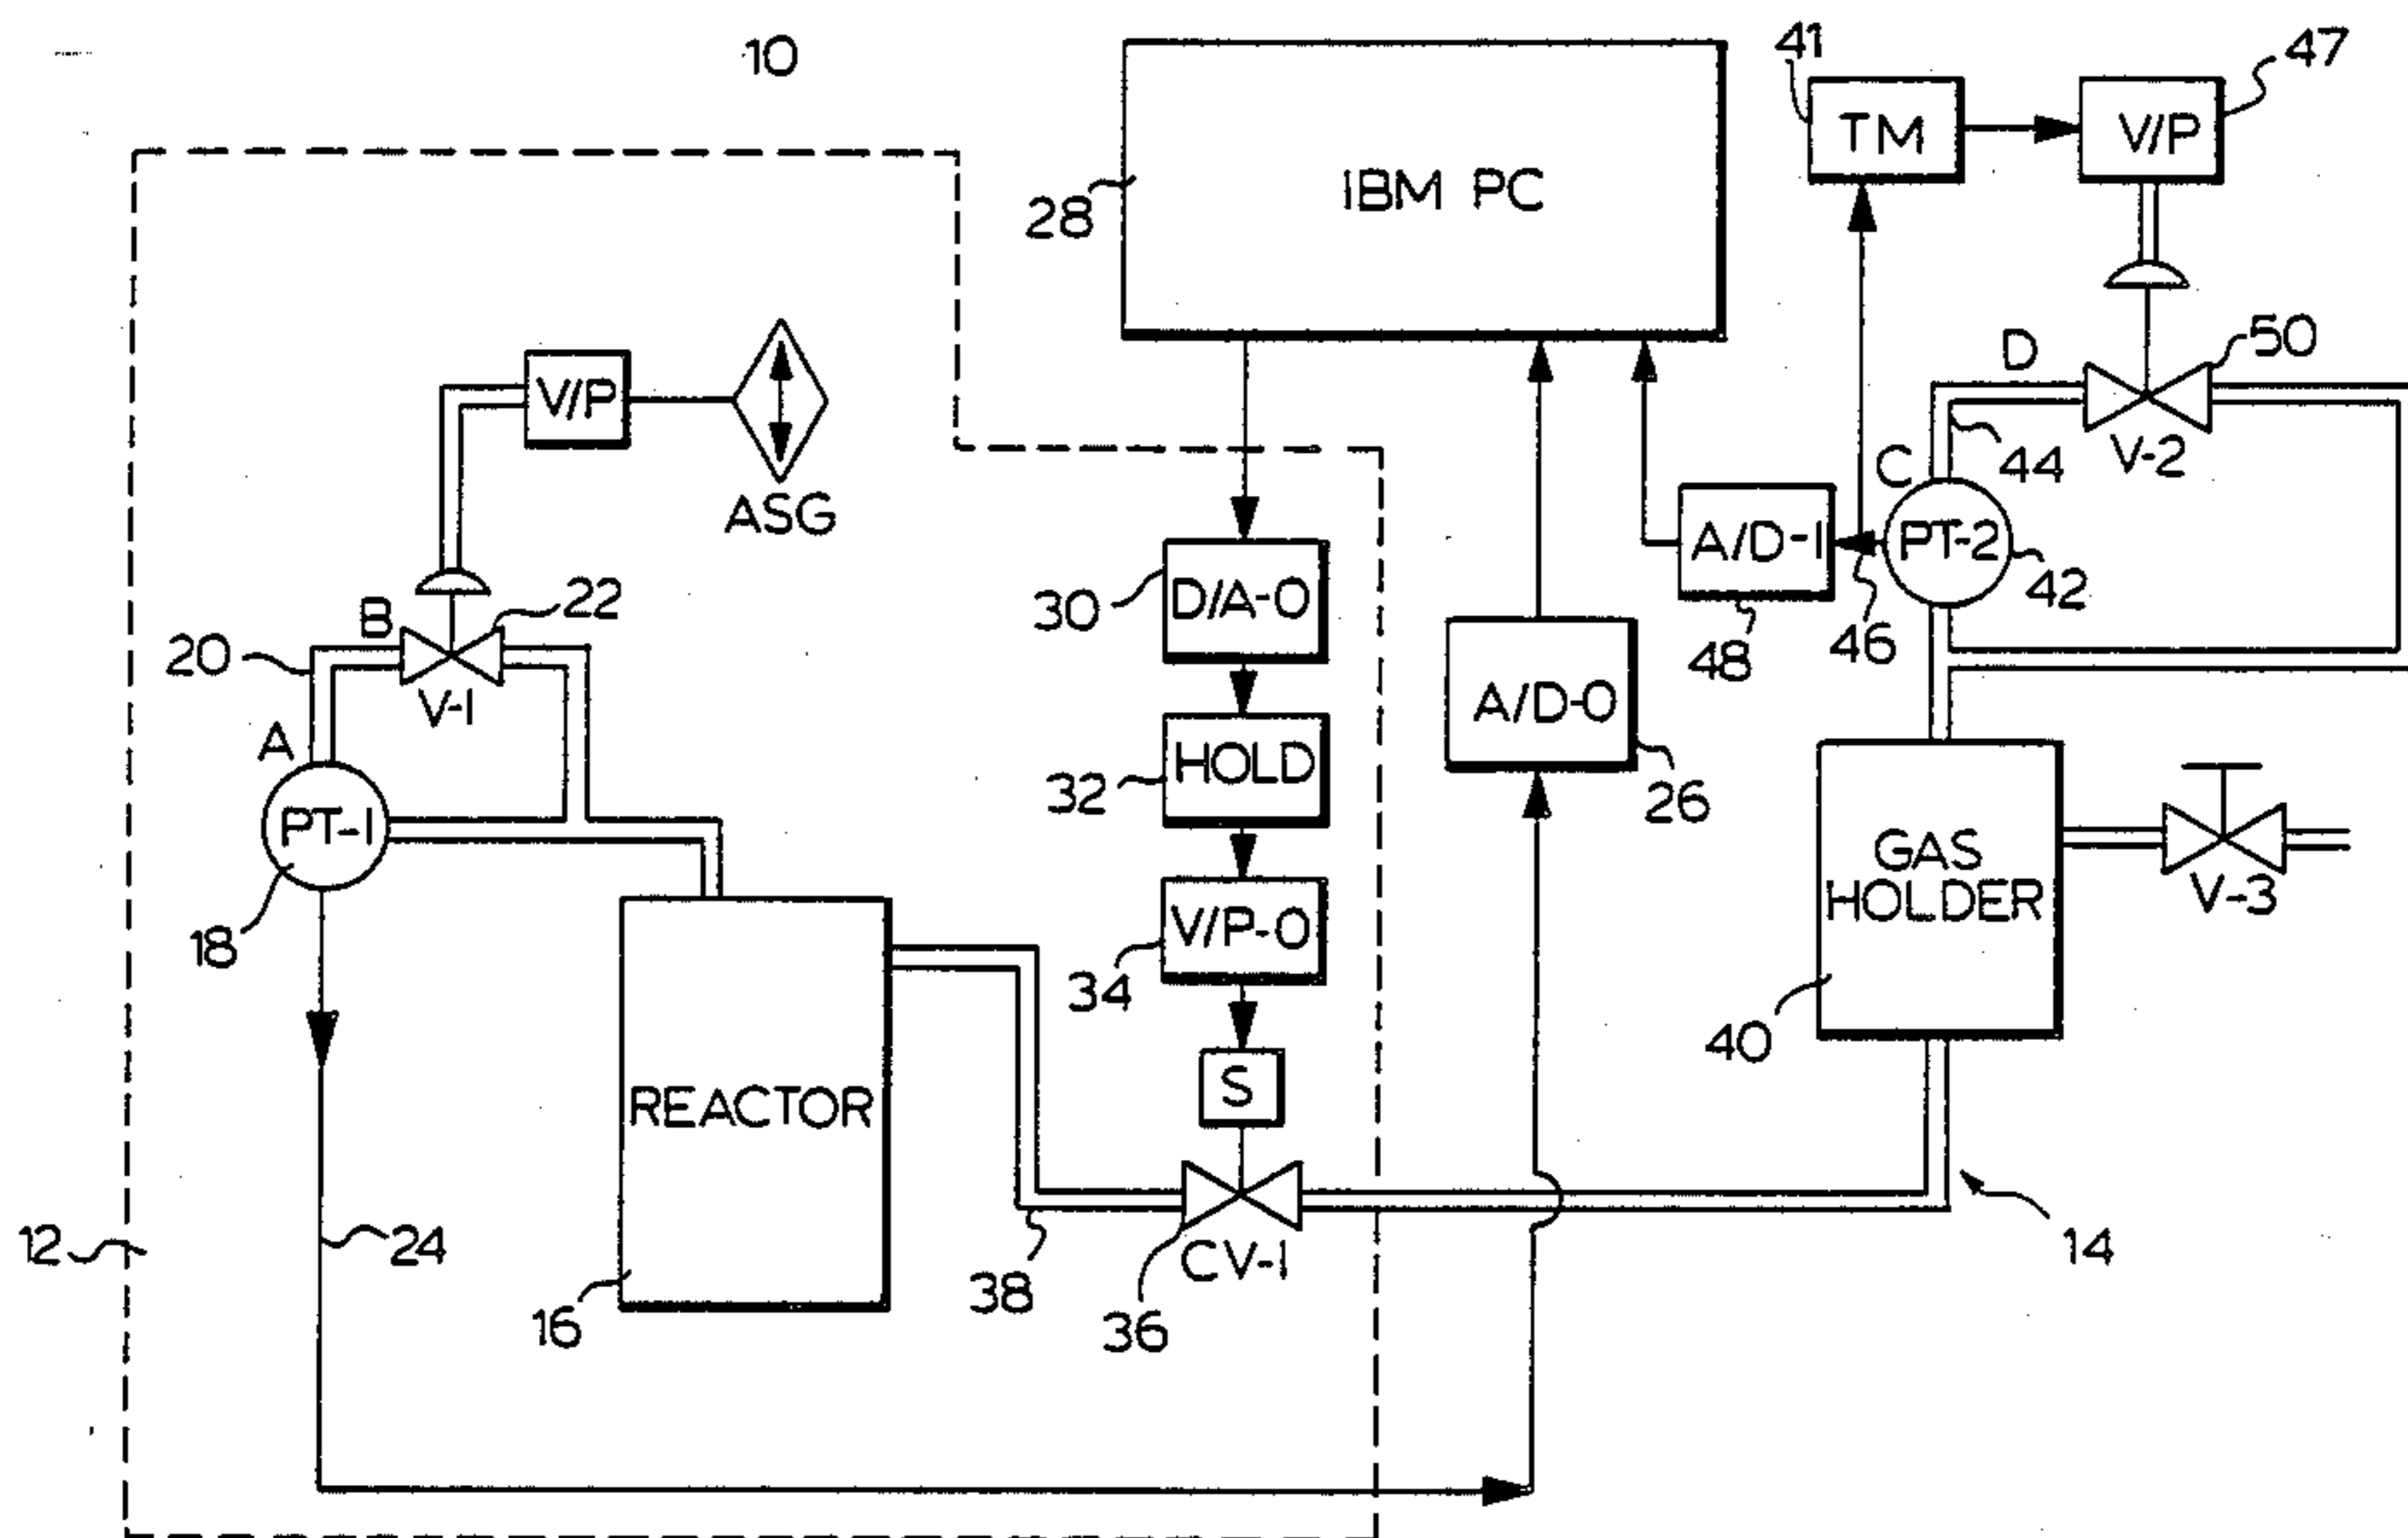 10
41
47
TM
V/P
IBM PC
28
50
D
V/P
V-2
C
44
ASG
A/D-1
PT-2
D/A-0
42
22
B
30
46
48
20
V-1
A/D-0
A
HOLD
32
26
PT-1
GAS
HOLDER
V-3
V/P-0
18
34
40
S
REACTOR
12
24
14
CV-1
38
16
36